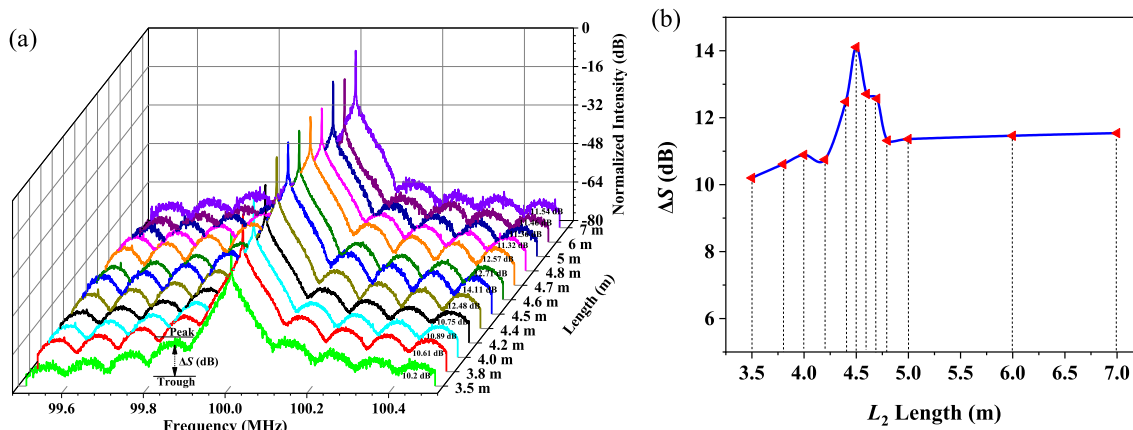 (a)
0
-16
-32
-48
-64
-80
Normalized Intensity (dB)
11.54 dB
11.32 dB
12.57 dB
14.11 dB
12.48 dB
10.75 dB
10.89 dB
10.61 dB
10.2 dB
7 m
6 m
5 m
4.8 m
4.7 m
4.6 m
4.5 m
4.4 m
4.2 m
4.0 m
3.8 m
3.5 m
Length (m)
Peak
ΔS (dB)
Trough
99.6 99.8 100.0 100.2 100.4
Frequency (MHz)
(b)
14
12
10
8
6
ΔS (dB)
3.5 4.0 4.5 5.0 5.5 6.0 6.5 7.0
L₂ Length (m)